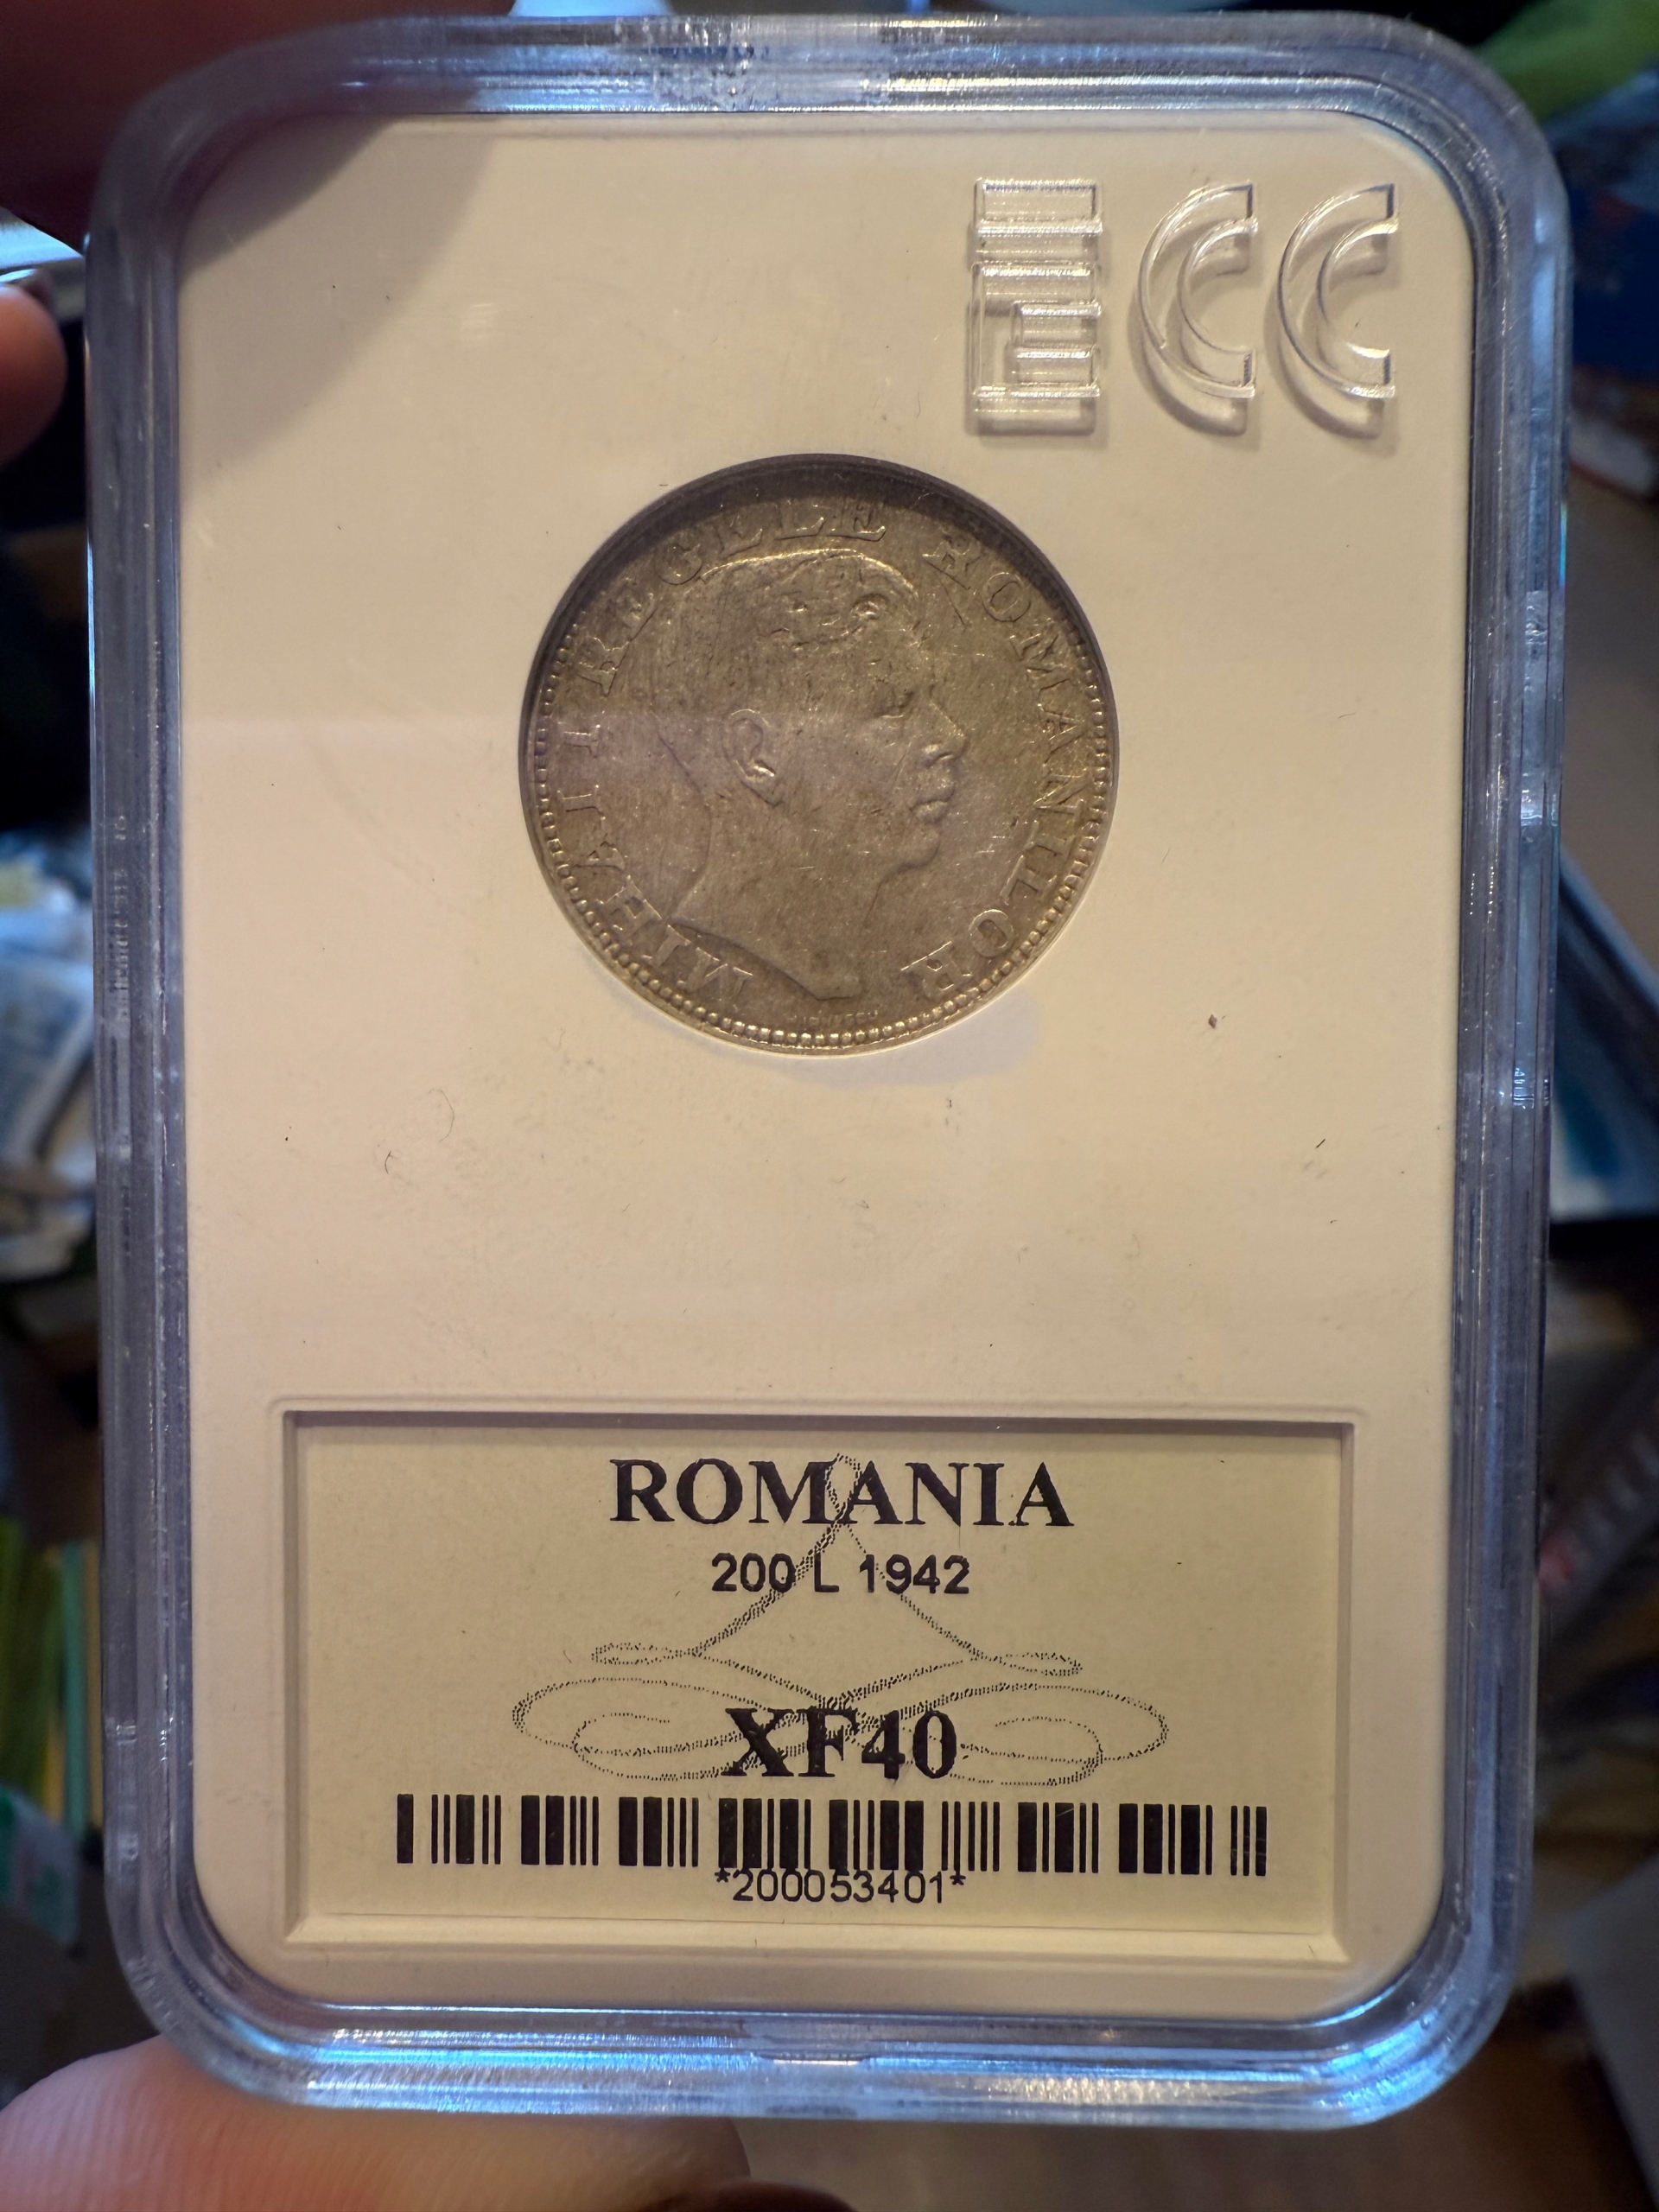 ECC
MIHAI I REGELE ROMANILOR
ROMANIA
200 L 1942
XF40
*200053401*